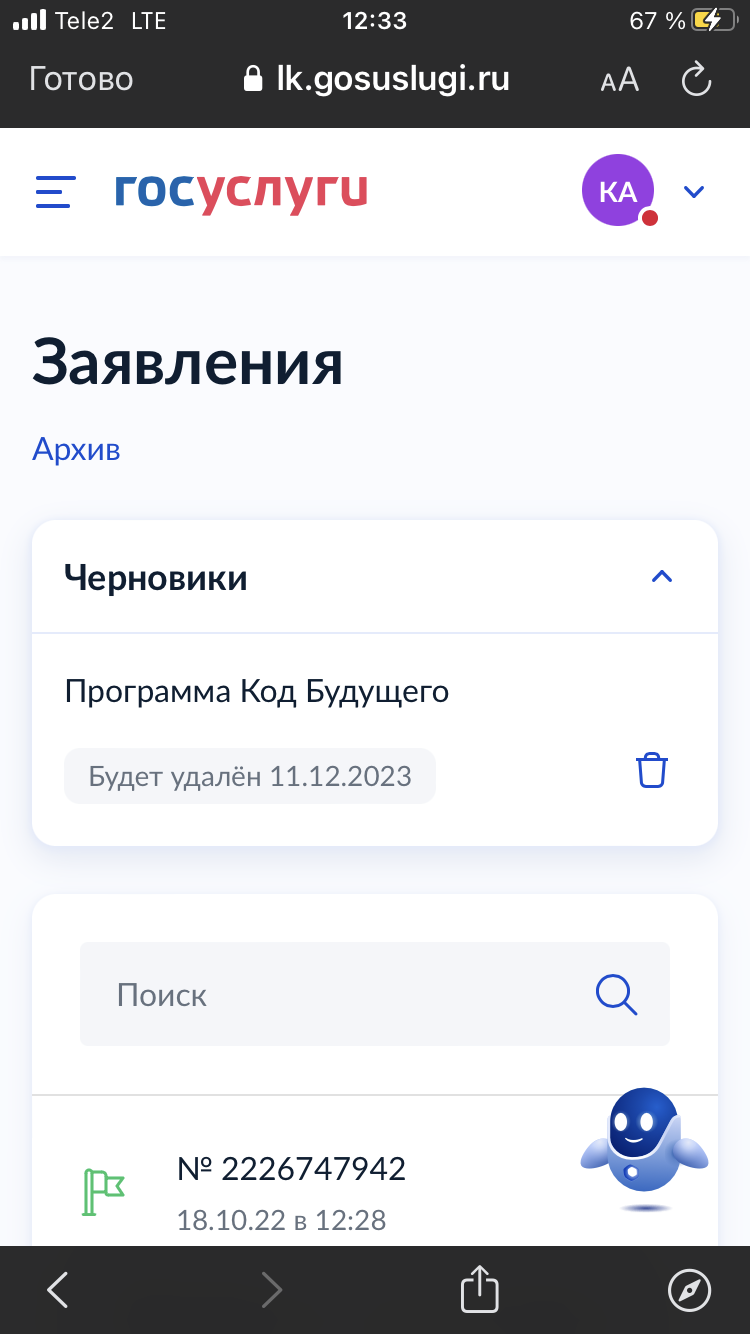 Tele2 LTE 12:33 67 %
Готово lk.gosuslugi.ru AA
госуслуги КА
Заявления
Архив
Черновики
Программа Код Будущего
Будет удалён 11.12.2023
Поиск
№ 2226747942
18.10.22 в 12:28